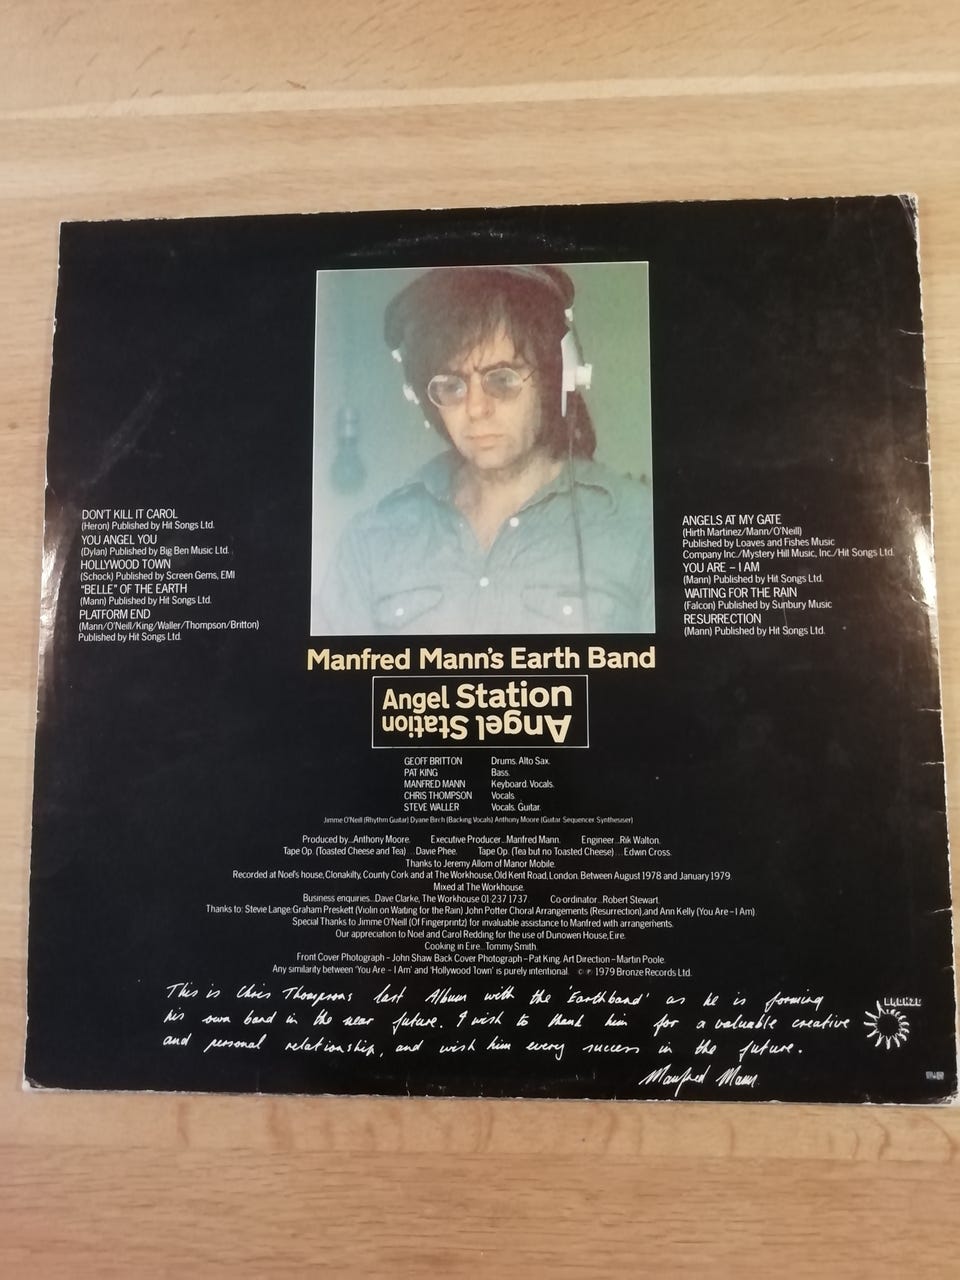 DON'T KILL IT CAROL
(Heron) Published by Hit Songs Ltd.
YOU ANGEL YOU
(Dylan) Published by Big Ben Music Ltd.
HOLLYWOOD TOWN
(Schock) Published by Screen Gems, EMI
"BELLE" OF THE EARTH
(Mann) Published by Hit Songs Ltd.
PLATFORM END
(Mann/O'Neill/King/Waller/Thompson/Britton)
Published by Hit Songs Ltd.
ANGELS AT MY GATE
(Hirth Martinez/Mann/O'Neill)
Published by Loaves and Fishes Music
Company Inc./Mystery Hill Music, Inc./Hit Songs Ltd.
YOU ARE – I AM
(Mann) Published by Hit Songs Ltd.
WAITING FOR THE RAIN
(Falcon) Published by Sunbury Music
RESURRECTION
(Mann) Published by Hit Songs Ltd.
Manfred Mann's Earth Band
Angel Station
Angel Station
GEOFF BRITTON Drums. Alto Sax.
PAT KING Bass.
MANFRED MANN Keyboard. Vocals.
CHRIS THOMPSON Vocals.
STEVE WALLER Vocals. Guitar.
Jimme O'Neill (Rhythm Guitar) Dyane Birch (Backing Vocals) Anthony Moore (Guitar Sequencer Synthesiser)
Produced by...Anthony Moore. Executive Producer...Manfred Mann. Engineer...Rik Walton.
Tape Op. (Toasted Cheese and Tea)...Davie Phee. Tape Op. (Tea but no Toasted Cheese)...Edwin Cross.
Thanks to Jeremy Allom of Manor Mobile.
Recorded at Noel's house, Clonakilty, County Cork and at The Workhouse, Old Kent Road, London. Between August 1978 and January 1979.
Mixed at The Workhouse.
Business enquiries...Dave Clarke, The Workhouse 01 237 1737. Co-ordinator...Robert Stewart.
Thanks to: Stevie Lange:Graham Preskett (Violin on Waiting for the Rain) John Potter Choral Arrangements (Resurrection), and Ann Kelly (You Are – I Am)
Special Thanks to Jimme O'Neill (Of Fingerprintz) for invaluable assistance to Manfred with arrangements.
Our appreciation to Noel and Carol Redding for the use of Dunowen House, Eire.
Cooking in Eire...Tommy Smith.
Front Cover Photograph – John Shaw Back Cover Photograph – Pat King. Art Direction – Martin Poole.
Any similarity between 'You Are – I Am' and 'Hollywood Town' is purely intentional. © ℗ 1979 Bronze Records Ltd.
This is Chris Thompsons last Album with the 'Earthband' as he is forming
his own band in the near future. I wish to thank him for a valuable creative
and personal relationship, and wish him every success in the future.
Manfred Mann.
BRONZE